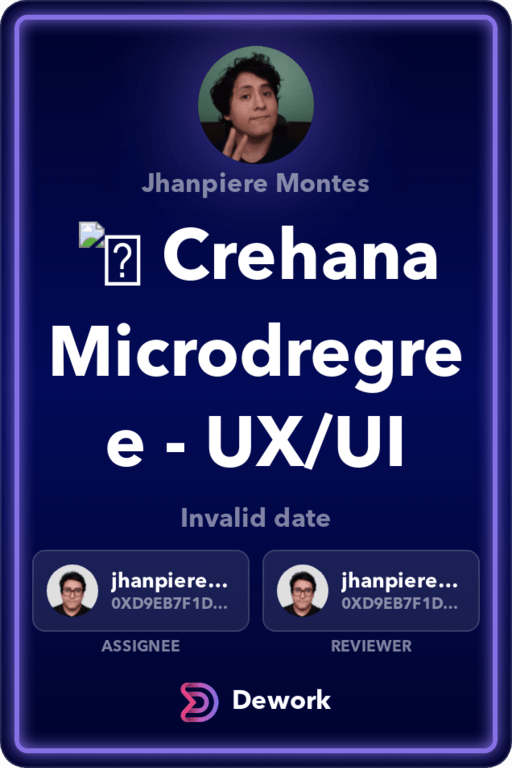 Jhanpiere Montes
Crehana
Microdregre
e - UX/UI
Invalid date
jhanpiere...
0XD9EB7F1D...
ASSIGNEE
jhanpiere...
0XD9EB7F1D...
REVIEWER
Dework